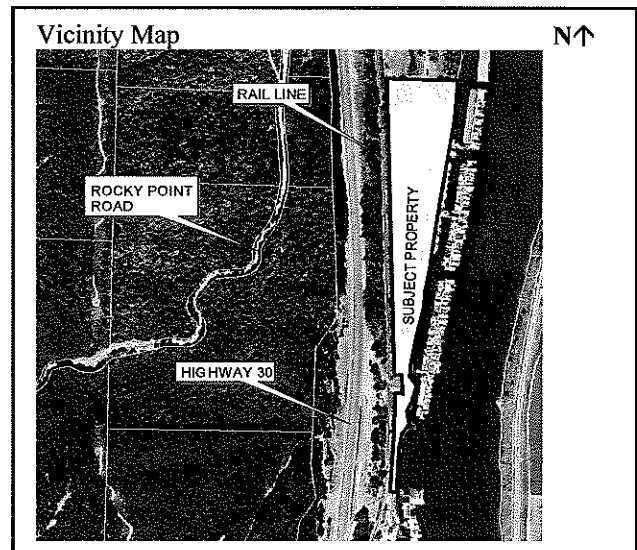 Vicinity Map
N↑
RAIL LINE
ROCKY POINT
ROAD
SUBJECT PROPERTY
HIGHWAY 30